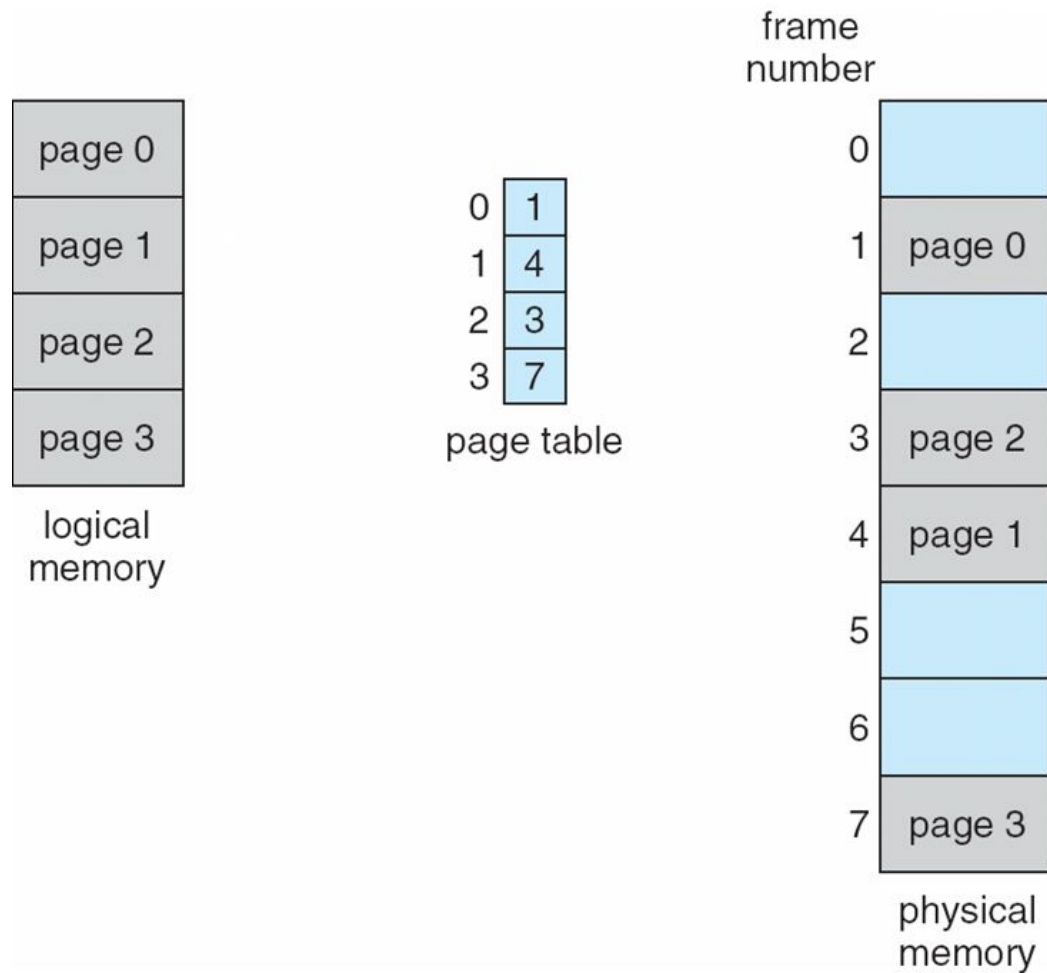 page 0
page 1
page 2
page 3
logical
memory
0 1
1 4
2 3
3 7
page table
frame
number
0
1 page 0
2
3 page 2
4 page 1
5
6
7 page 3
physical
memory